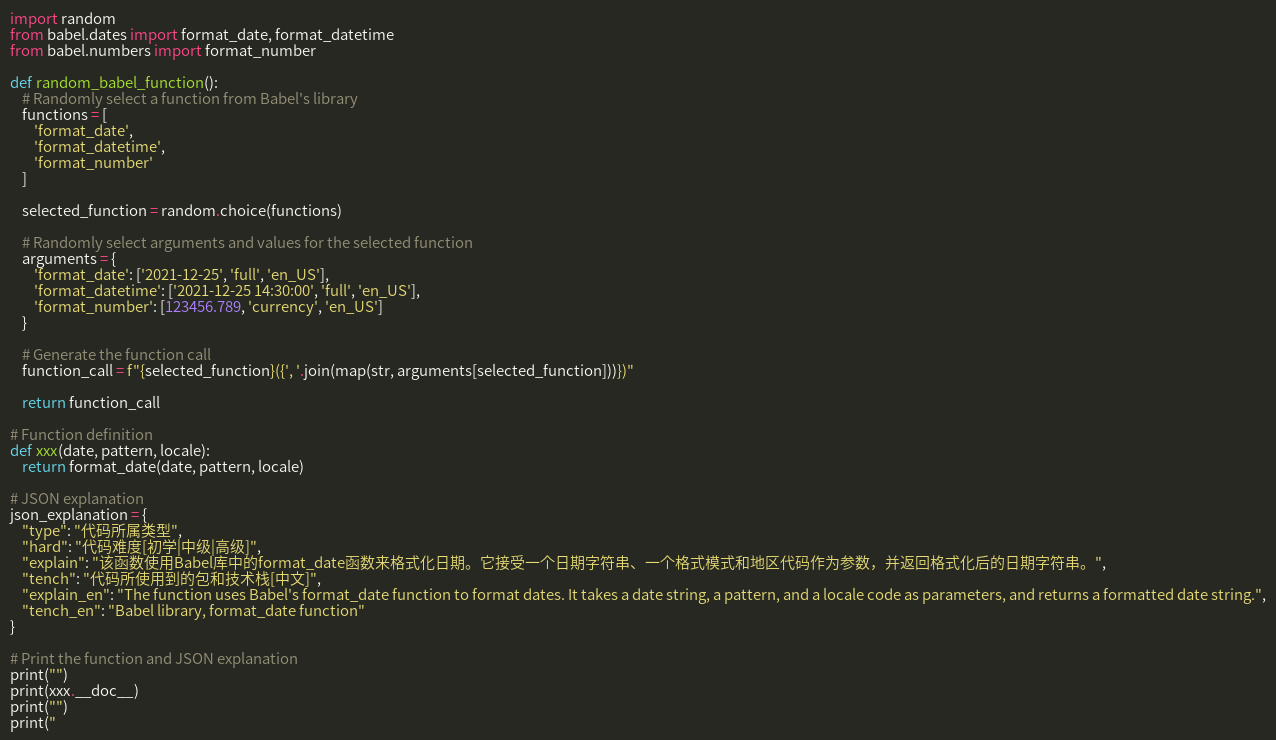 import random
from babel.dates import format_date, format_datetime
from babel.numbers import format_number

def random_babel_function():
    # Randomly select a function from Babel's library
    functions = [
        'format_date',
        'format_datetime',
        'format_number'
    ]

    selected_function = random.choice(functions)

    # Randomly select arguments and values for the selected function
    arguments = {
        'format_date': ['2021-12-25', 'full', 'en_US'],
        'format_datetime': ['2021-12-25 14:30:00', 'full', 'en_US'],
        'format_number': [123456.789, 'currency', 'en_US']
    }

    # Generate the function call
    function_call = f"{selected_function}({', '.join(map(str, arguments[selected_function]))})"

    return function_call

# Function definition
def xxx(date, pattern, locale):
    return format_date(date, pattern, locale)

# JSON explanation
json_explanation = {
    "type": "代码所属类型",
    "hard": "代码难度[初学|中级|高级]",
    "explain": "该函数使用Babel库中的format_date函数来格式化日期。它接受一个日期字符串、一个格式模式和地区代码作为参数，并返回格式化后的日期字符串。",
    "tench": "代码所使用到的包和技术栈[中文]",
    "explain_en": "The function uses Babel's format_date function to format dates. It takes a date string, a pattern, and a locale code as parameters, and returns a formatted date string.",
    "tench_en": "Babel library, format_date function"
}

# Print the function and JSON explanation
print("")
print(xxx.__doc__)
print("")
print("